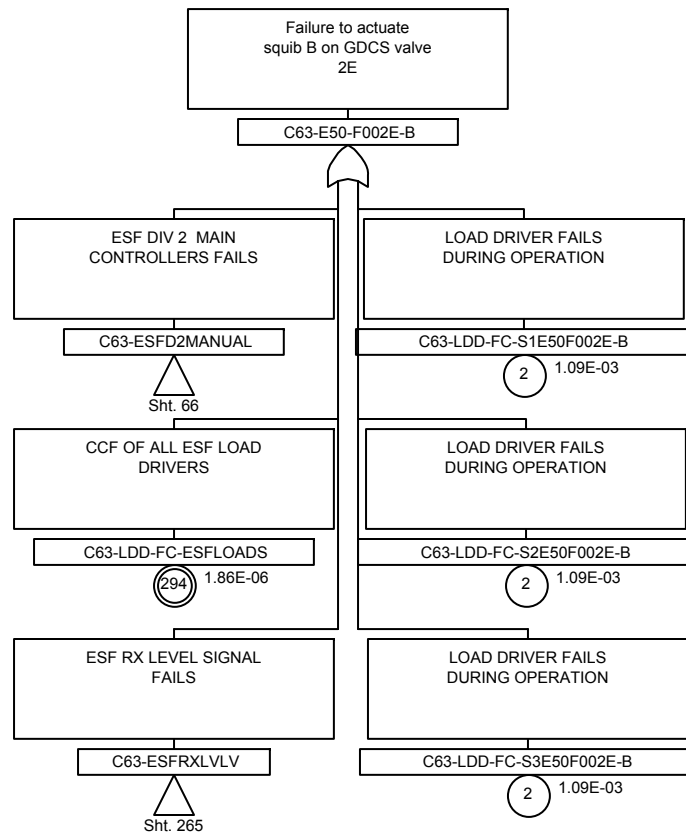 Failure to actuate
squib B on GDCS valve
2E
C63-E50-F002E-B
ESF DIV 2 MAIN
CONTROLLERS FAILS
C63-ESFD2MANUAL
Sht. 66
LOAD DRIVER FAILS
DURING OPERATION
C63-LDD-FC-S1E50F002E-B
2
1.09E-03
CCF OF ALL ESF LOAD
DRIVERS
C63-LDD-FC-ESFLOADS
294
1.86E-06
LOAD DRIVER FAILS
DURING OPERATION
C63-LDD-FC-S2E50F002E-B
2
1.09E-03
ESF RX LEVEL SIGNAL
FAILS
C63-ESFRXLVLV
Sht. 265
LOAD DRIVER FAILS
DURING OPERATION
C63-LDD-FC-S3E50F002E-B
2
1.09E-03